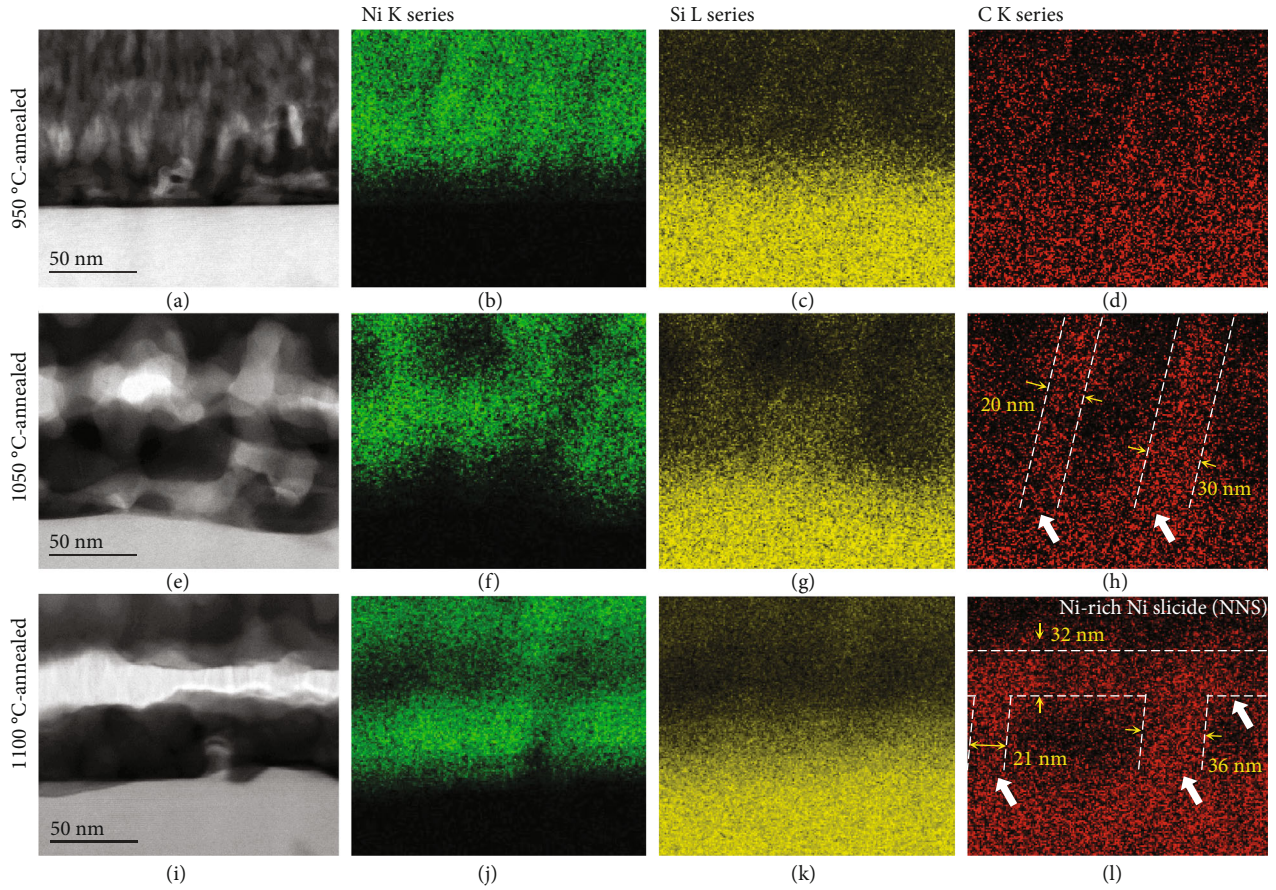 Ni K series
Si L series
C K series
950 °C-annealed
50 nm
(a)
(b)
(c)
(d)
1050 °C-annealed
50 nm
20 nm
30 nm
(e)
(f)
(g)
(h)
1100 °C-annealed
50 nm
Ni-rich Ni slicide (NNS)
32 nm
21 nm
36 nm
(i)
(j)
(k)
(l)